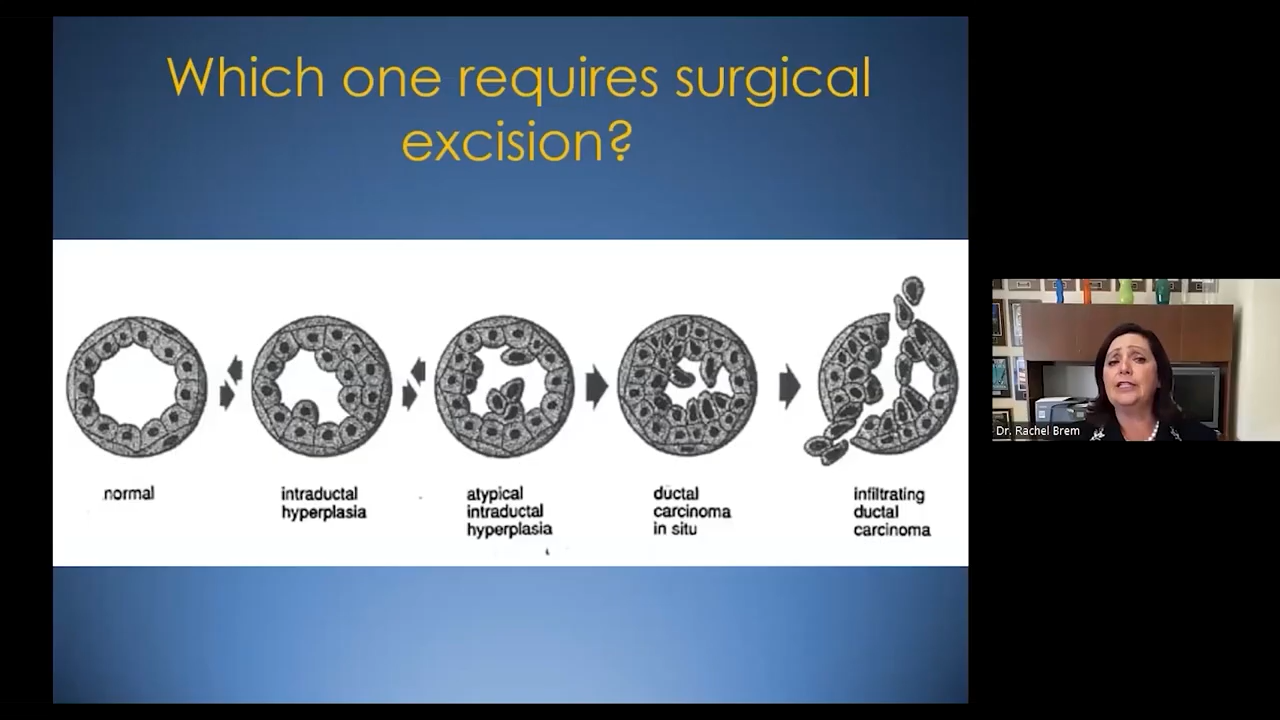 Which one requires surgical
excision?
normal
intraductal
hyperplasia
atypical
intraductal
hyperplasia
ductal
carcinoma
in situ
infiltrating
ductal
carcinoma
Dr. Rachel Brem